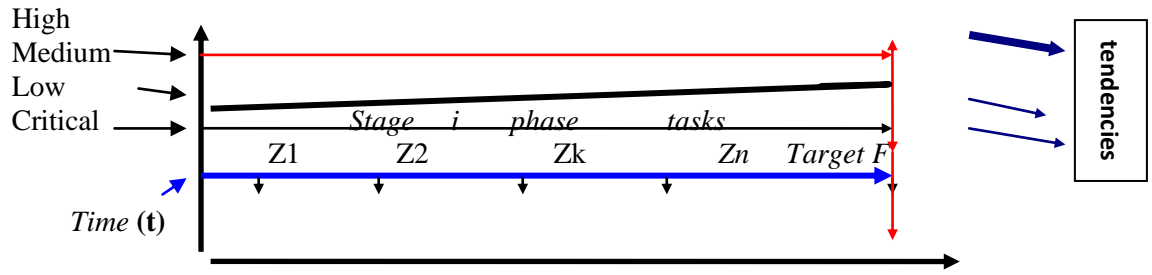 High
Medium
Low
Critical
Stage i phase tasks
Z1 Z2 Zk Zn Target F
Time (t)
tendencies